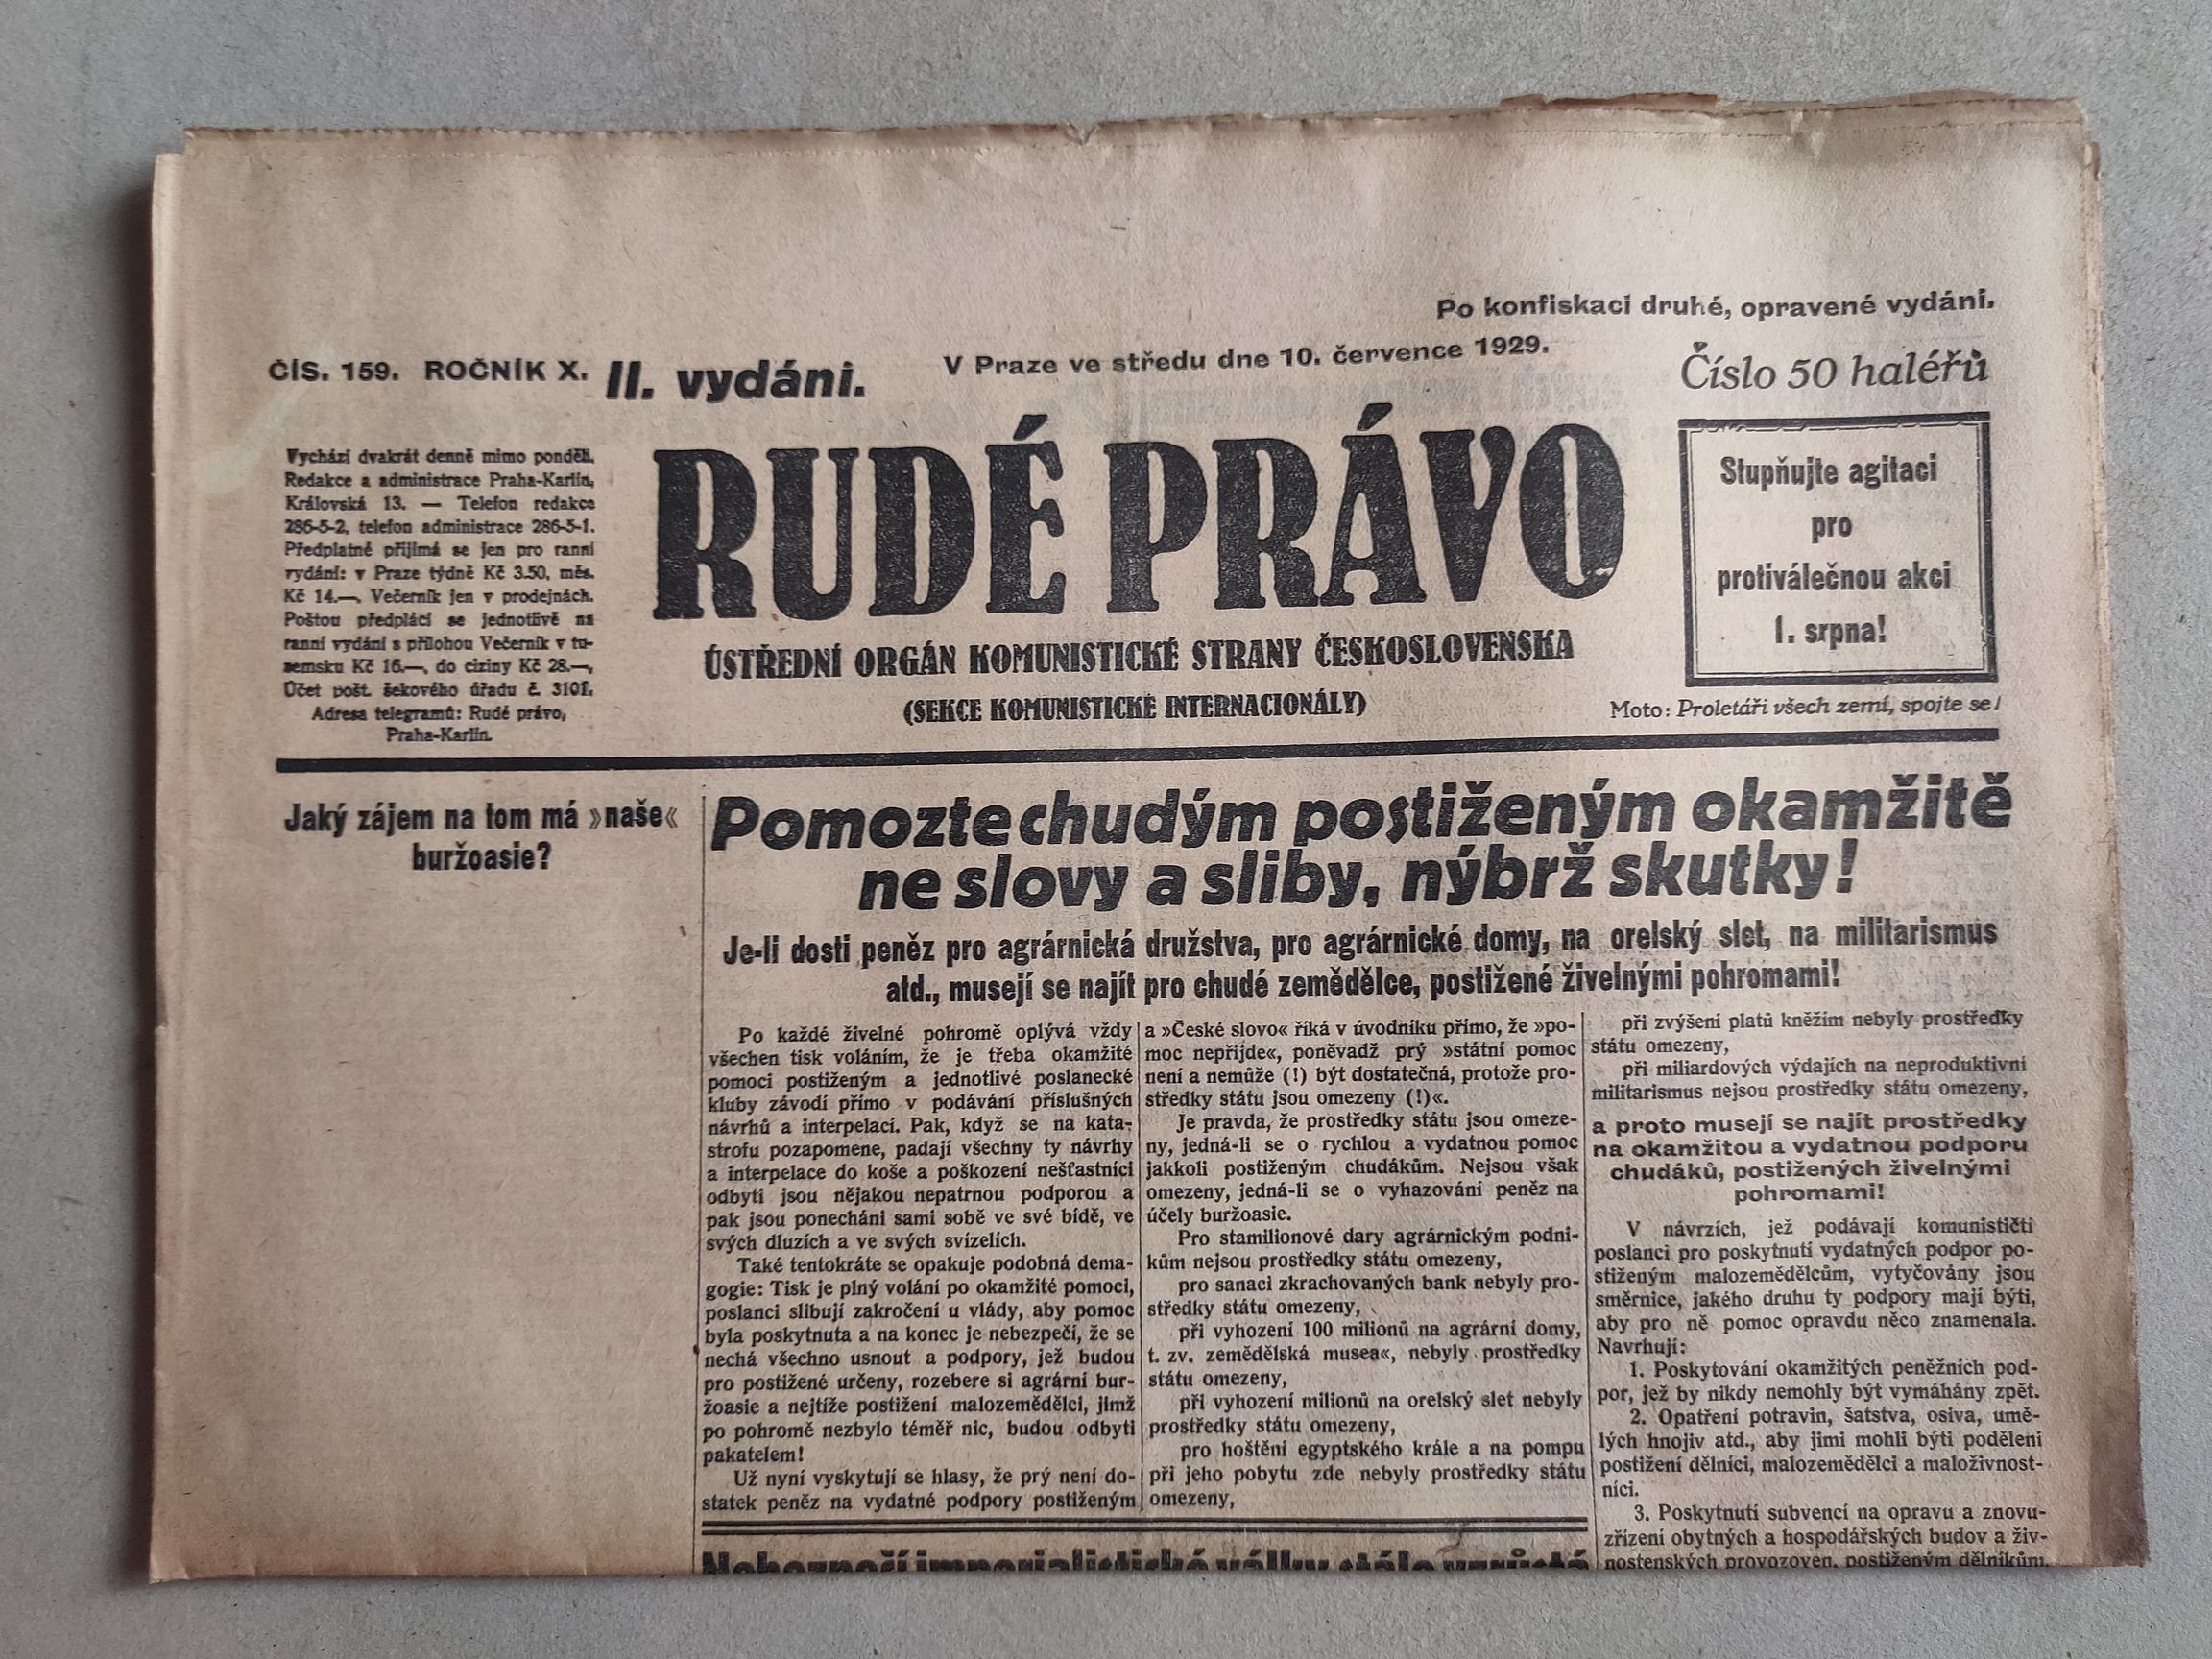 Po konfiskaci druhé, opravené vydání.
ČÍS. 159. ROČNÍK X. II. vydáni. V Praze ve středu dne 10. července 1929.
Číslo 50 haléřů
Vychází dvakrát denně mimo pondělí.
Redakce a administrace Praha-Karlín,
Královská 13. — Telefon redakce
286-5-2, telefon administrace 286-5-1.
Předplatné přijímá se jen pro ranní
vydání: v Praze týdně Kč 3.50, měs.
Kč 14.—, Večerník jen v prodejnách.
Poštou předplácí se jednotlivě na
ranní vydání s přílohou Večerník v tu-
zemsku Kč 16.—, do ciziny Kč 28.—,
Účet pošt. šekového úřadu č. 3101.
Adresa telegramů: Rudé právo,
Praha-Karlín.
RUDÉ PRÁVO
ÚSTŘEDNÍ ORGÁN KOMUNISTICKÉ STRANY ČESKOSLOVENSKA
(SEKCE KOMUNISTICKÉ INTERNACIONÁLY)
Stupňujte agitaci
pro
protiválečnou akci
1. srpna!
Moto: Proletáři všech zemí, spojte se!
Jaký zájem na tom má »naše«
buržoasie?
Pomozte chudým postiženým okamžitě
ne slovy a sliby, nýbrž skutky!
Je-li dosti peněz pro agrárnická družstva, pro agrárnické domy, na orelský slet, na militarismus
atd., musejí se najít pro chudé zemědělce, postižené živelnými pohromami!
Po každé živelné pohromě oplývá vždy
všechen tisk voláním, že je třeba okamžité
pomoci postiženým a jednotlivé poslanecké
kluby závodí přímo v podávání příslušných
návrhů a interpelací. Pak, když se na kata-
strofu pozapomene, padají všechny ty návrhy
a interpelace do koše a poškození nešťastníci
odbyti jsou nějakou nepatrnou podporou a
pak jsou ponecháni sami sobě ve své bídě, ve
svých dluzích a ve svých svízelích.
Také tentokráte se opakuje podobná dema-
gogie: Tisk je plný volání po okamžité pomoci,
poslanci slibují zakročení u vlády, aby pomoc
byla poskytnuta a na konec je nebezpečí, že se
nechá všechno usnout a podpory, jež budou
pro postižené určeny, rozebere si agrární bur-
žoasie a nejtíže postižení malozemědělci, jimž
po pohromě nezbylo téměř nic, budou odbyti
pakatelem!
Už nyní vyskytují se hlasy, že prý není do-
statek peněz na vydatné podpory postiženým
a »České slovo« říká v úvodníku přímo, že »po-
moc nepřijde«, poněvadž prý »státní pomoc
není a nemůže (!) být dostatečná, protože pro-
středky státu jsou omezeny (!)«.
Je pravda, že prostředky státu jsou omeze-
ny, jedná-li se o rychlou a vydatnou pomoc
jakkoli postiženým chudákům. Nejsou však
omezeny, jedná-li se o vyhazování peněz na
účely buržoasie.
Pro stamilionové dary agrárnickým podni-
kům nejsou prostředky státu omezeny,
pro sanaci zkrachovaných bank nebyly pro-
středky státu omezeny,
při vyhození 100 milionů na agrární domy,
t. zv. zemědělská musea«, nebyly prostředky
státu omezeny,
při vyhození milionů na orelský slet nebyly
prostředky státu omezeny,
pro hoštění egyptského krále a na pompu
při jeho pobytu zde nebyly prostředky státu
omezeny,
při zvýšení platů kněžím nebyly prostředky
státu omezeny,
při miliardových výdajích na neproduktivní
militarismus nejsou prostředky státu omezeny,
a proto musejí se najít prostředky
na okamžitou a vydatnou podporu
chudáků, postižených živelnými
pohromami!
V návrzích, jež podávají komunističtí
poslanci pro poskytnutí vydatných podpor po-
stiženým malozemědělcům, vytyčovány jsou
směrnice, jakého druhu ty podpory mají býti,
aby pro ně pomoc opravdu něco znamenala.
Navrhují:
1. Poskytování okamžitých peněžních pod-
por, jež by nikdy nemohly být vymáhány zpět.
2. Opatření potravin, šatstva, osiva, umě-
lých hnojiv atd., aby jimi mohli býti poděleni
postižení dělníci, malozemědělci a maloživnost-
níci.
3. Poskytnutí subvencí na opravu a znovu-
zřízení obytných a hospodářských budov a živ-
nostenských provozoven, postiženým dělníkům,
Nebezpečí imperialistické války stále vzrůstá